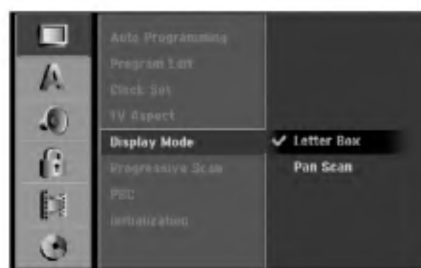 Auto Programming
Program Edit
Clock Set
TV Aspect
Display Mode
✔ Letter Box
Progressive Scan
Pan Scan
PBC
Initialization